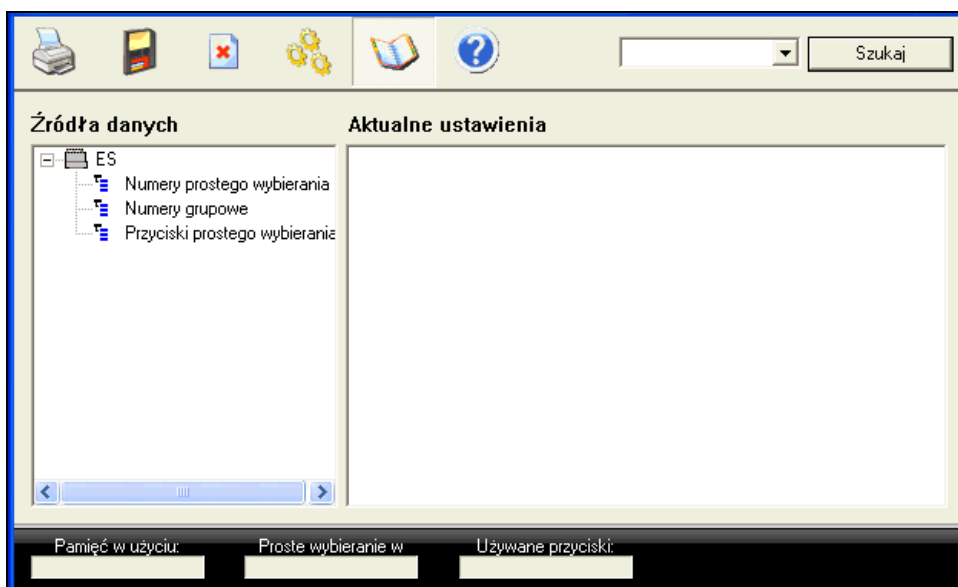 Szukaj
Źródła danych
Aktualne ustawienia
ES
Numery prostego wybierania
Numery grupowe
Przyciski prostego wybierania
Pamięć w użyciu:
Proste wybieranie w
Używane przyciski: